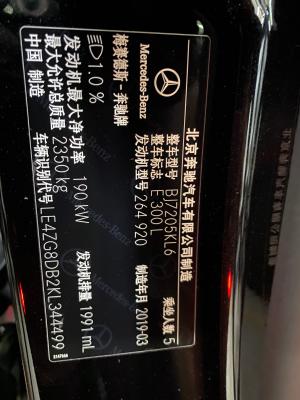 Mercedes-Benz
北京奔驰汽车有限公司制造
梅赛德斯-奔驰牌
整车型号 BJ7205KL6 乘坐人数 5
整车标志 E300L
1.0%
发动机型号 264 920 制造年月 2019-03
发动机最大净功率 190 kW 发动机排量 1991 mL
最大允许总质量 2350 kg
车辆识别代号 LE4ZG8DB2KL344499
中国 制造